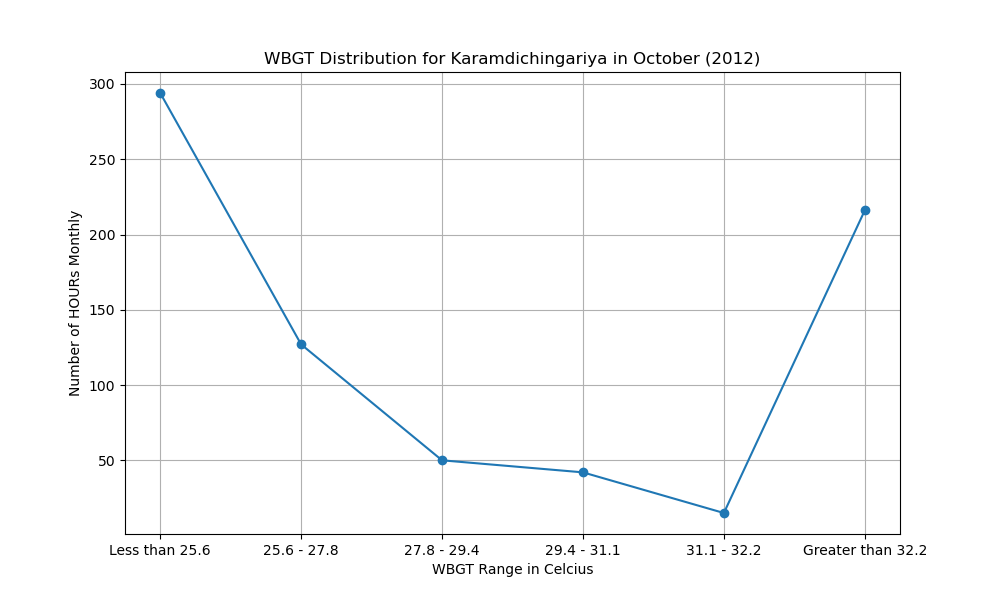 WBGT Distribution for Karamdichingariya in October (2012)
Number of HOURs Monthly
300
250
200
150
100
50
Less than 25.6
25.6 - 27.8
27.8 - 29.4
29.4 - 31.1
31.1 - 32.2
Greater than 32.2
WBGT Range in Celcius